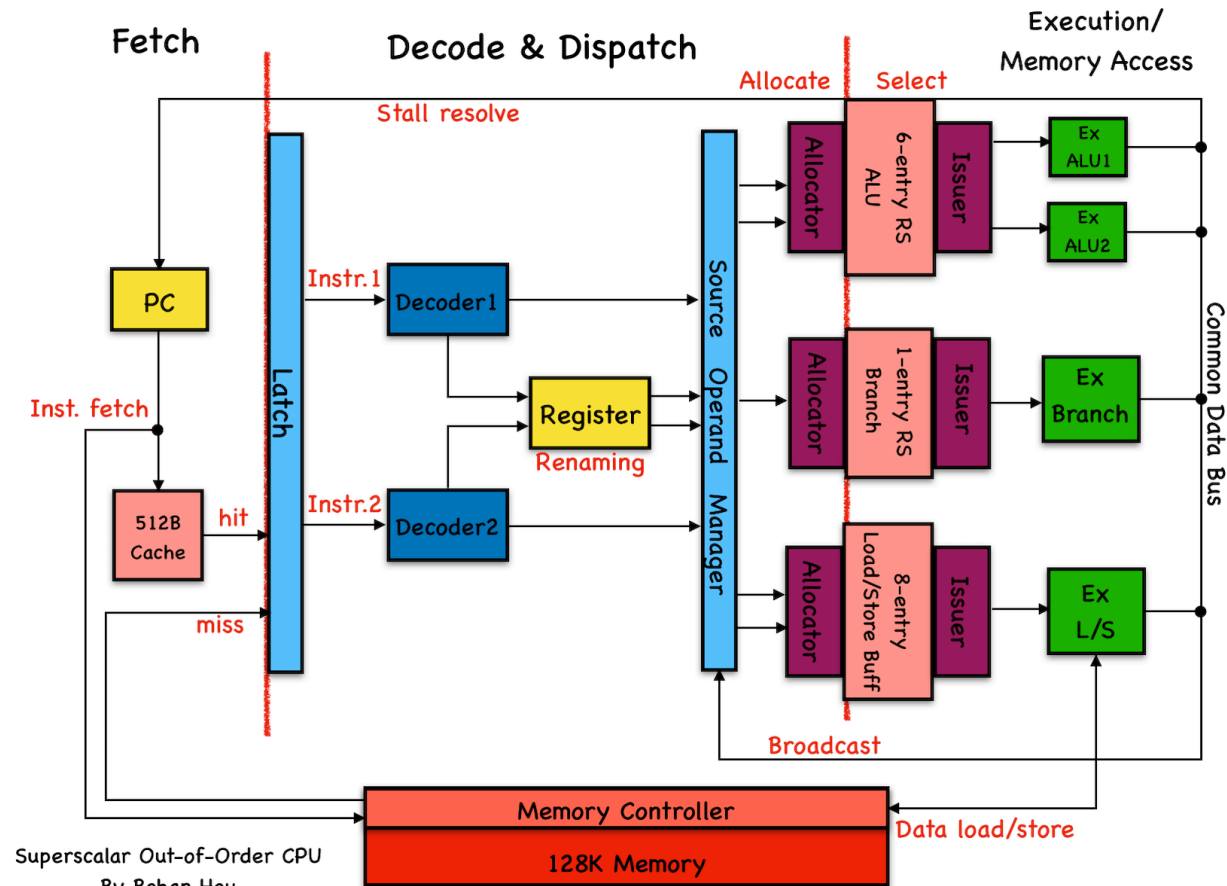 Fetch
Decode & Dispatch
Execution/
Memory Access
Allocate
Select
Stall resolve
PC
Inst. fetch
512B
Cache
hit
miss
Latch
Instr.1
Instr.2
Decoder1
Decoder2
Register
Renaming
Source Operand Manager
Allocator
6-entry RS
ALU
Issuer
Ex
ALU1
Ex
ALU2
Allocator
1-entry RS
Branch
Issuer
Ex
Branch
Allocator
8-entry
Load/Store Buff
Issuer
Ex
L/S
Common Data Bus
Broadcast
Memory Controller
Data load/store
128K Memory
Superscalar Out-of-Order CPU
By Bohan Hou